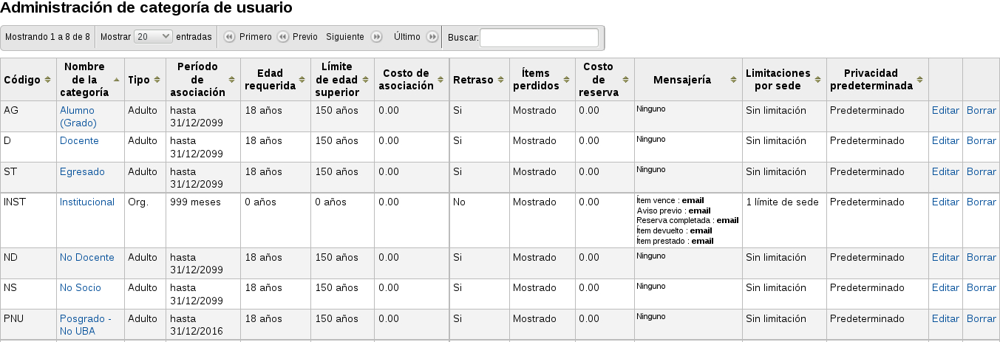 Administración de categoría de usuario
Mostrando 1 a 8 de 8 Mostrar 20 entradas Primero Previo Siguiente Último Buscar:
Código Nombre de la categoría Tipo Período de asociación Edad requerida Límite de edad superior Costo de asociación Retraso Ítems perdidos Costo de reserva Mensajería Limitaciones por sede Privacidad predeterminada
AG Alumno (Grado) Adulto hasta 31/12/2099 18 años 150 años 0.00 Si Mostrado 0.00 Ninguno Sin limitación Predeterminado Editar Borrar
D Docente Adulto hasta 31/12/2099 18 años 150 años 0.00 Si Mostrado 0.00 Ninguno Sin limitación Predeterminado Editar Borrar
ST Egresado Adulto hasta 31/12/2099 18 años 150 años 0.00 Si Mostrado 0.00 Ninguno Sin limitación Predeterminado Editar Borrar
INST Institucional Org. 999 meses 0 años 0 años 0.00 No Mostrado 0.00 Ítem vence : email
Aviso previo : email
Reserva completada : email
Ítem devuelto : email
Ítem prestado : email
1 límite de sede Predeterminado Editar Borrar
ND No Docente Adulto hasta 31/12/2099 18 años 150 años 0.00 Si Mostrado 0.00 Ninguno Sin limitación Predeterminado Editar Borrar
NS No Socio Adulto hasta 31/12/2099 18 años 150 años 0.00 Si Mostrado 0.00 Ninguno Sin limitación Predeterminado Editar Borrar
PNU Posgrado - No UBA Adulto hasta 31/12/2016 18 años 150 años 0.00 Si Mostrado 0.00 Ninguno Sin limitación Predeterminado Editar Borrar